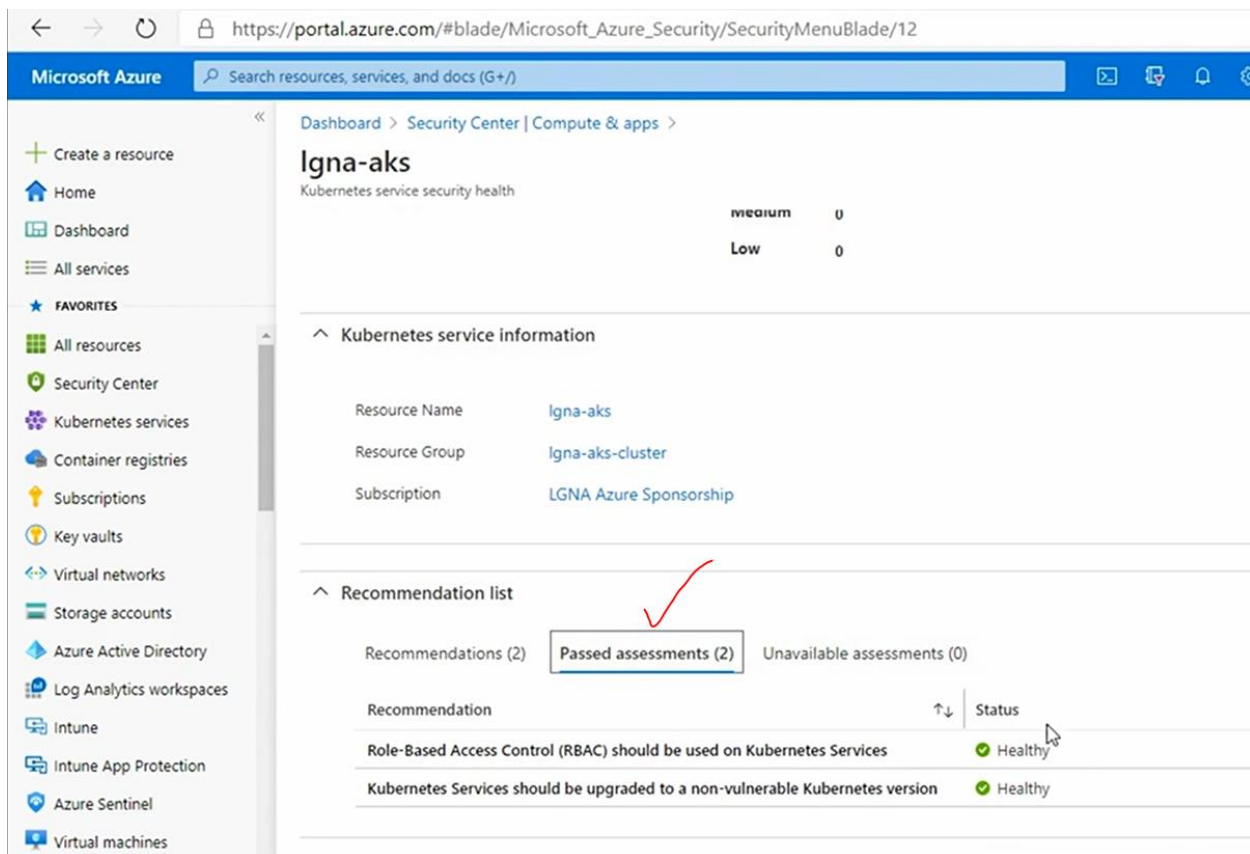 https://portal.azure.com/#blade/Microsoft_Azure_Security/SecurityMenuBlade/12
Microsoft Azure
Search resources, services, and docs (G+/)
«
Create a resource
Home
Dashboard
All services
FAVORITES
All resources
Security Center
Kubernetes services
Container registries
Subscriptions
Key vaults
Virtual networks
Storage accounts
Azure Active Directory
Log Analytics workspaces
Intune
Intune App Protection
Azure Sentinel
Virtual machines
Dashboard > Security Center | Compute & apps >
lgna-aks
Kubernetes service security health
Medium 0
Low 0
Kubernetes service information
Resource Name lgna-aks
Resource Group lgna-aks-cluster
Subscription LGNA Azure Sponsorship
Recommendation list
Recommendations (2) Passed assessments (2) Unavailable assessments (0)
Recommendation ↑↓ Status
Role-Based Access Control (RBAC) should be used on Kubernetes Services Healthy
Kubernetes Services should be upgraded to a non-vulnerable Kubernetes version Healthy